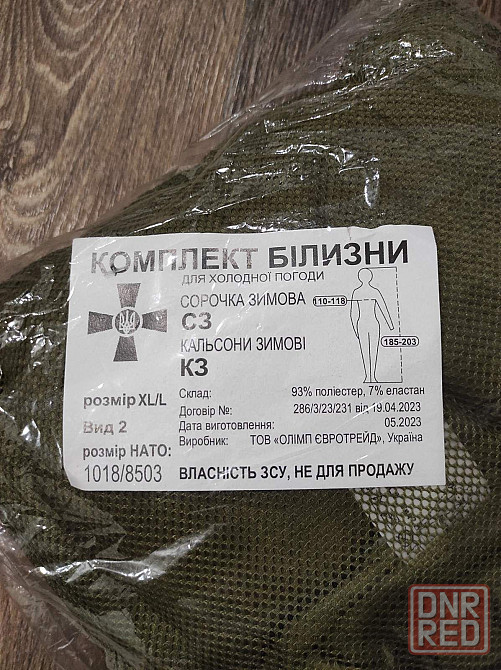 КОМПЛЕКТ БІЛИЗНИ
ДЛЯ ХОЛОДНОЇ ПОГОДИ
СОРОЧКА ЗИМОВА
СЗ
КАЛЬСОНИ ЗИМОВІ
КЗ
110-118
185-203
розмір XL/L
Вид 2
розмір НАТО:
1018/8503
Склад: 93% поліестер, 7% еластан
Договір №: 286/3/23/231 від 19.04.2023
Дата виготовлення: 05.2023
Виробник: ТОВ «ОЛІМП ЄВРОТРЕЙД», Україна
ВЛАСНІСТЬ ЗСУ, НЕ ДЛЯ ПРОДАЖУ
DNR
RED